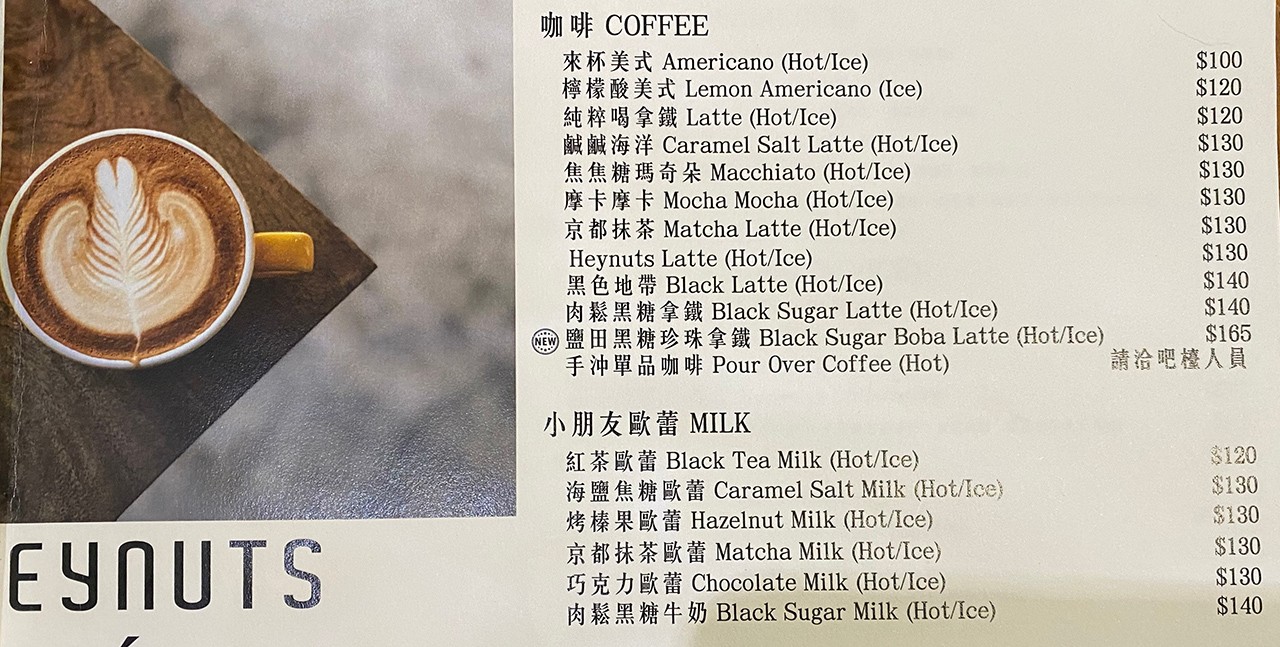 咖啡 COFFEE
來杯美式 Americano (Hot/Ice) $100
檸檬酸美式 Lemon Americano (Ice) $120
純粹喝拿鐵 Latte (Hot/Ice) $120
鹹鹹海洋 Caramel Salt Latte (Hot/Ice) $130
焦焦糖瑪奇朵 Macchiato (Hot/Ice) $130
摩卡摩卡 Mocha Mocha (Hot/Ice) $130
京都抹茶 Matcha Latte (Hot/Ice) $130
Heynuts Latte (Hot/Ice) $130
黑色地帶 Black Latte (Hot/Ice) $140
肉鬆黑糖拿鐵 Black Sugar Latte (Hot/Ice) $140
NEW 鹽田黑糖珍珠拿鐵 Black Sugar Boba Latte (Hot/Ice) $165
手沖單品咖啡 Pour Over Coffee (Hot) 請洽吧檯人員
小朋友歐蕾 MILK
紅茶歐蕾 Black Tea Milk (Hot/Ice) $120
海鹽焦糖歐蕾 Caramel Salt Milk (Hot/Ice) $130
烤榛果歐蕾 Hazelnut Milk (Hot/Ice) $130
京都抹茶歐蕾 Matcha Milk (Hot/Ice) $130
巧克力歐蕾 Chocolate Milk (Hot/Ice) $130
肉鬆黑糖牛奶 Black Sugar Milk (Hot/Ice) $140
EYNUTS